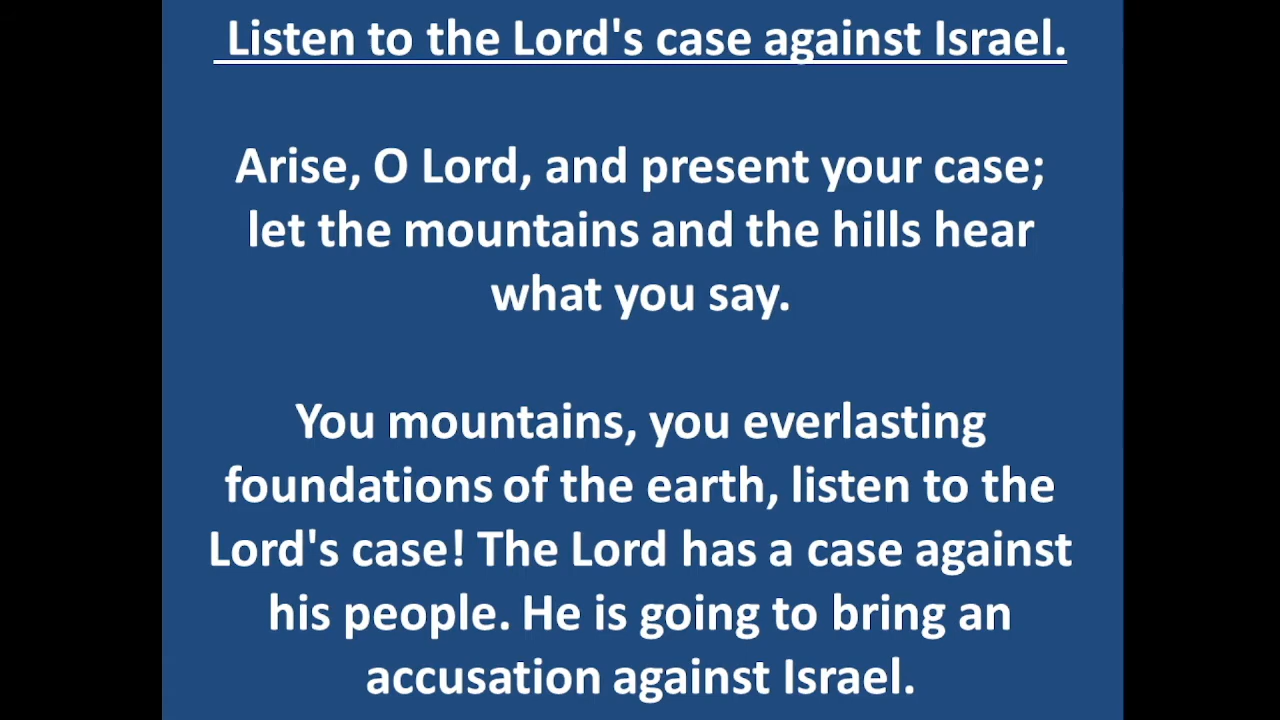 Listen to the Lord's case against Israel.
Arise, O Lord, and present your case;
let the mountains and the hills hear
what you say.
You mountains, you everlasting
foundations of the earth, listen to the
Lord's case! The Lord has a case against
his people. He is going to bring an
accusation against Israel.